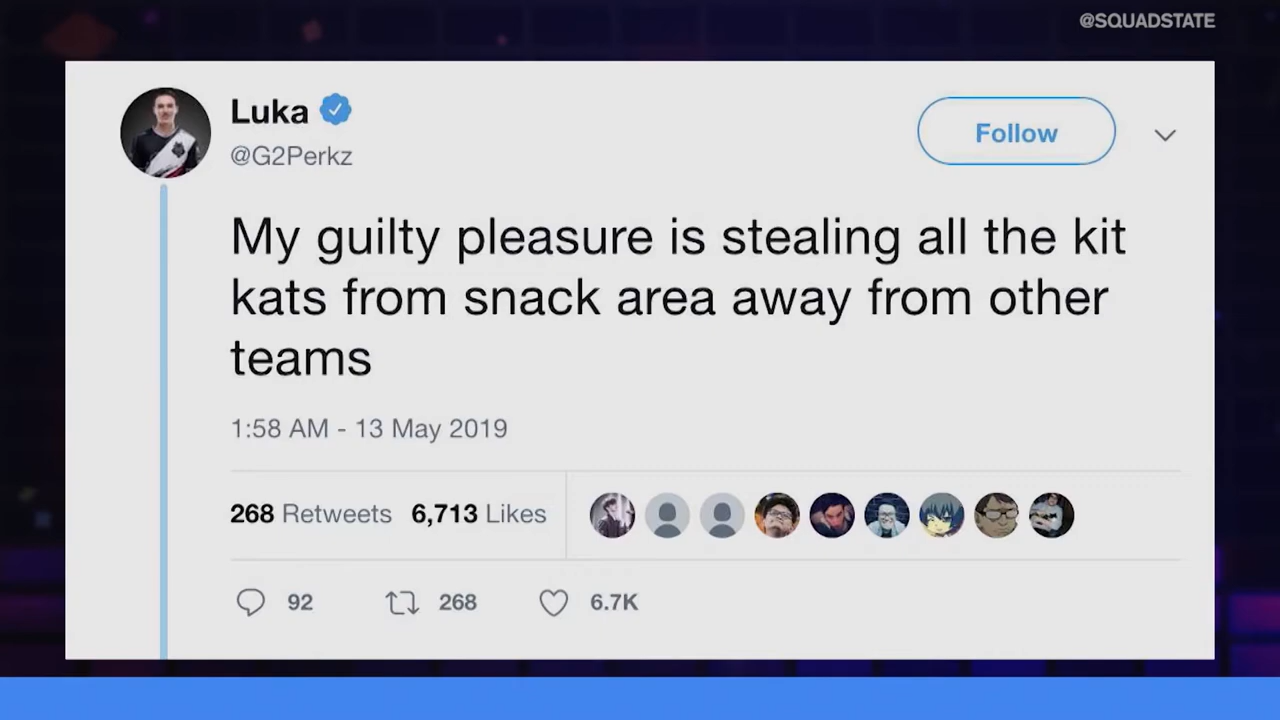 @SQUADSTATE
Luka
@G2Perkz
Follow
My guilty pleasure is stealing all the kit
kats from snack area away from other
teams
1:58 AM - 13 May 2019
268 Retweets 6,713 Likes
92 268 6.7K